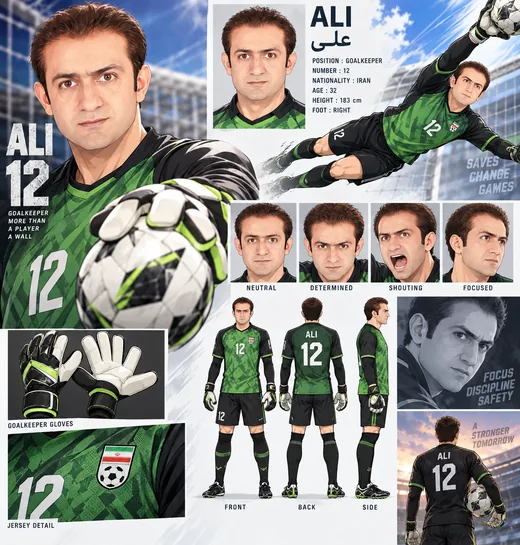 ALI
12
GOALKEEPER
MORE THAN
A PLAYER
A WALL
12
ALI
علی
POSITION : GOALKEEPER
NUMBER : 12
NATIONALITY : IRAN
AGE : 32
HEIGHT : 183 cm
FOOT : RIGHT
12
12
SAVES
CHANGE
GAMES
NEUTRAL
DETERMINED
SHOUTING
FOCUSED
GOALKEEPER GLOVES
12
JERSEY DETAIL
12
12
ALI
12
FRONT
BACK
SIDE
FOCUS
DISCIPLINE
SAFETY
A
STRONGER
TOMORROW
ALI
12